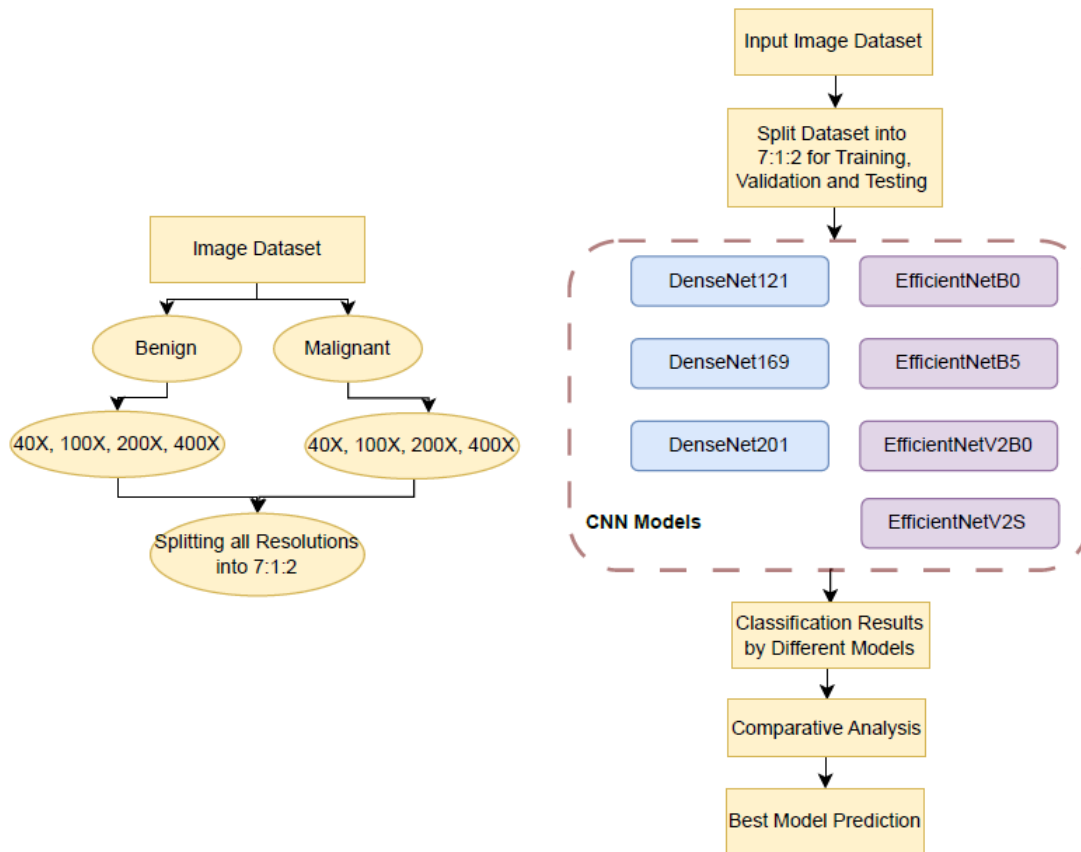 Image Dataset
Benign
Malignant
40X, 100X, 200X, 400X
40X, 100X, 200X, 400X
Splitting all Resolutions
into 7:1:2
Input Image Dataset
Split Dataset into
7:1:2 for Training,
Validation and Testing
DenseNet121
EfficientNetB0
DenseNet169
EfficientNetB5
DenseNet201
EfficientNetV2B0
CNN Models
EfficientNetV2S
Classification Results
by Different Models
Comparative Analysis
Best Model Prediction